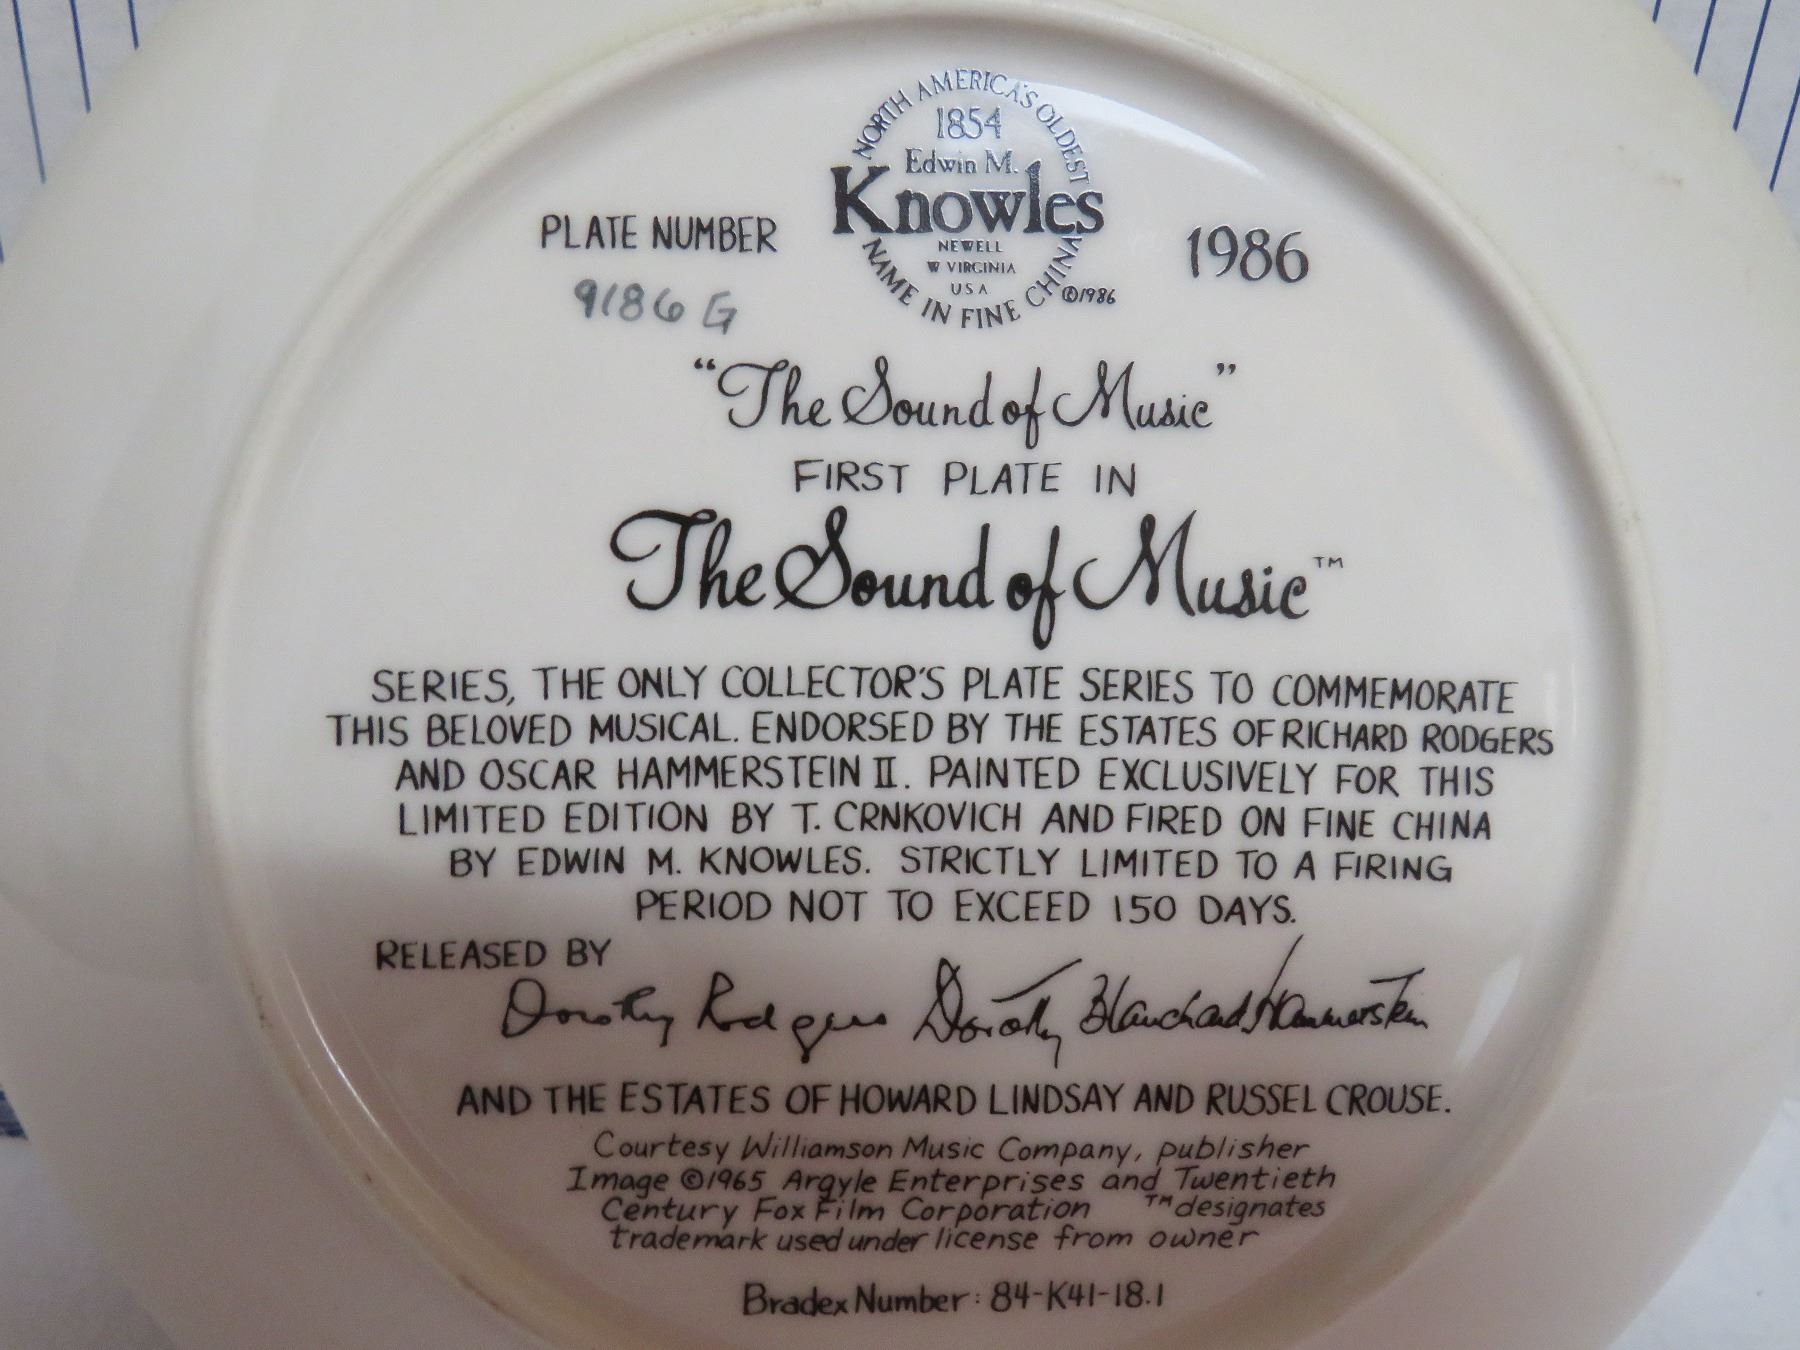 NORTH AMERICA'S OLDEST
1854
Edwin M.
Knowles
NEWELL
W VIRGINIA
USA
NAME IN FINE CHINA
©1986
PLATE NUMBER
9186 G
1986
“The Sound of Music”
FIRST PLATE IN
The Sound of Music™
SERIES, THE ONLY COLLECTOR'S PLATE SERIES TO COMMEMORATE
THIS BELOVED MUSICAL. ENDORSED BY THE ESTATES OF RICHARD RODGERS
AND OSCAR HAMMERSTEIN II. PAINTED EXCLUSIVELY FOR THIS
LIMITED EDITION BY T. CRNKOVICH AND FIRED ON FINE CHINA
BY EDWIN M. KNOWLES. STRICTLY LIMITED TO A FIRING
PERIOD NOT TO EXCEED 150 DAYS.
RELEASED BY
Dorothy Rodgers Dorothy Blanchard Hammerstein
AND THE ESTATES OF HOWARD LINDSAY AND RUSSEL CROUSE.
Courtesy Williamson Music Company, publisher
Image ©1965 Argyle Enterprises and Twentieth
Century Fox Film Corporation ™designates
trademark used under license from owner
Bradex Number: 84-K41-18.1